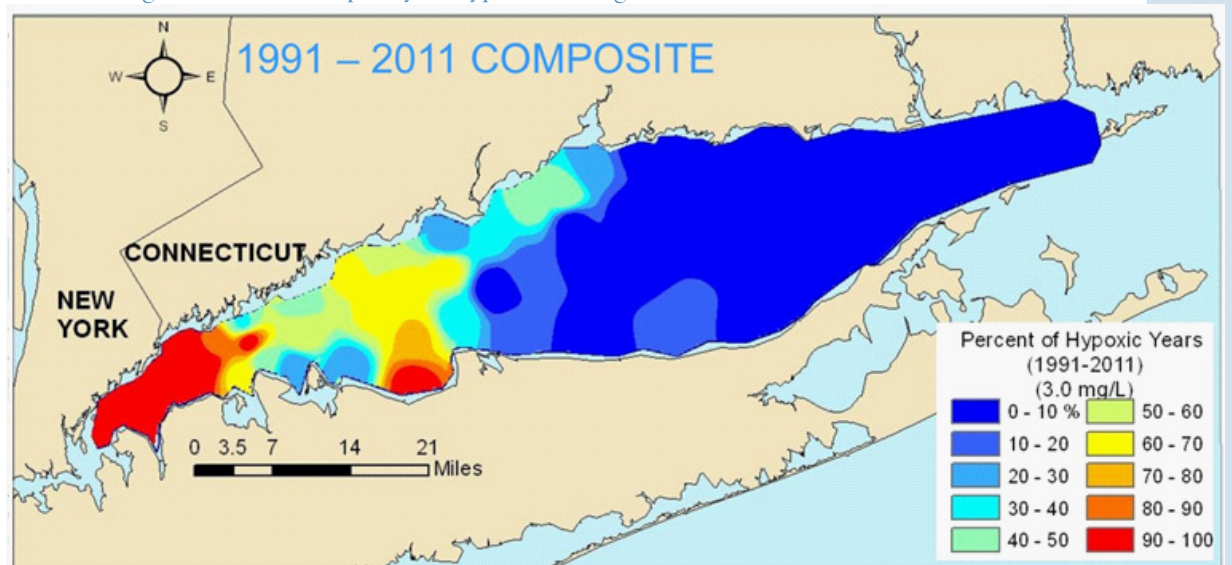 N
W E
S
1991 – 2011 COMPOSITE
CONNECTICUT
NEW
YORK
0 3.5 7 14 21
Miles
Percent of Hypoxic Years
(1991-2011)
(3.0 mg/L)
0 - 10 % 50 - 60
10 - 20 60 - 70
20 - 30 70 - 80
30 - 40 80 - 90
40 - 50 90 - 100